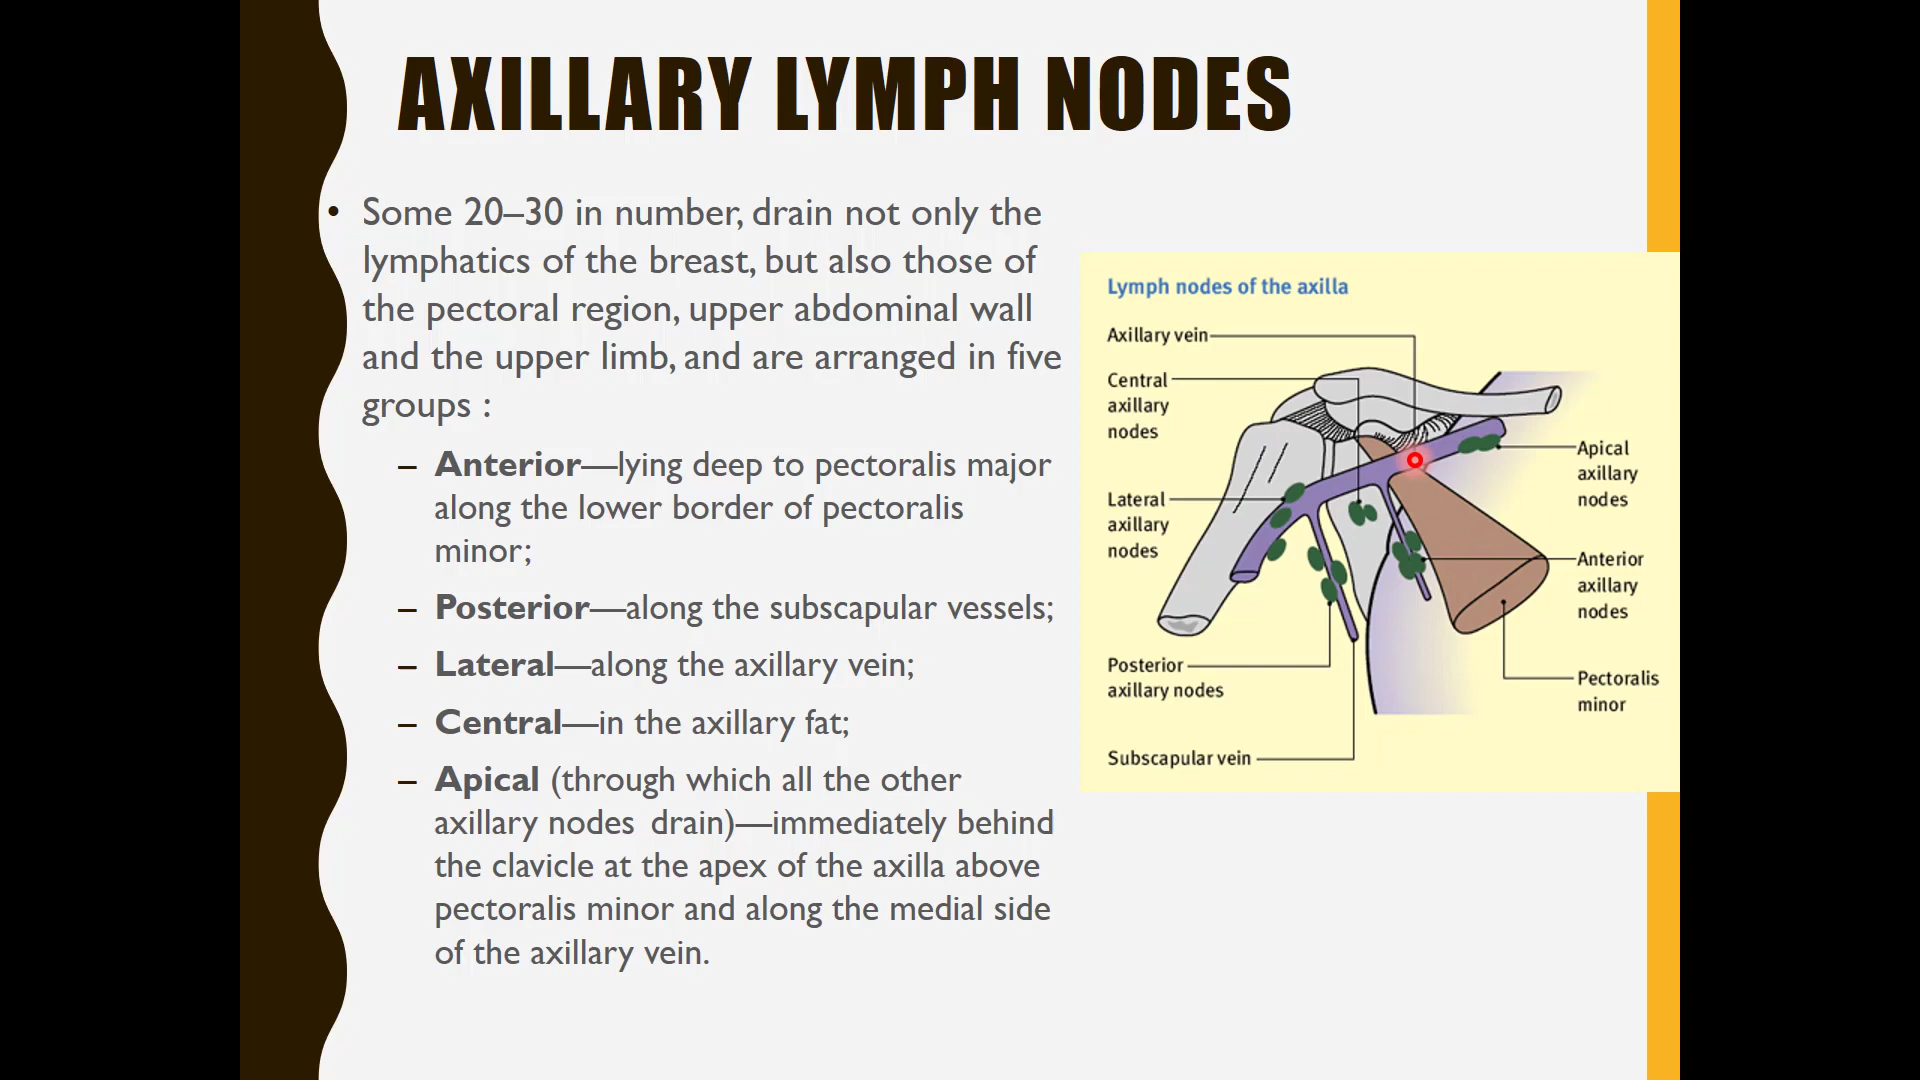 AXILLARY LYMPH NODES
• Some 20–30 in number, drain not only the
lymphatics of the breast, but also those of
the pectoral region, upper abdominal wall
and the upper limb, and are arranged in five
groups :
– Anterior—lying deep to pectoralis major
along the lower border of pectoralis
minor;
– Posterior—along the subscapular vessels;
– Lateral—along the axillary vein;
– Central—in the axillary fat;
– Apical (through which all the other
axillary nodes drain)—immediately behind
the clavicle at the apex of the axilla above
pectoralis minor and along the medial side
of the axillary vein.
Lymph nodes of the axilla
Axillary vein
Central
axillary
nodes
Lateral
axillary
nodes
Posterior
axillary nodes
Subscapular vein
Apical
axillary
nodes
Anterior
axillary
nodes
Pectoralis
minor